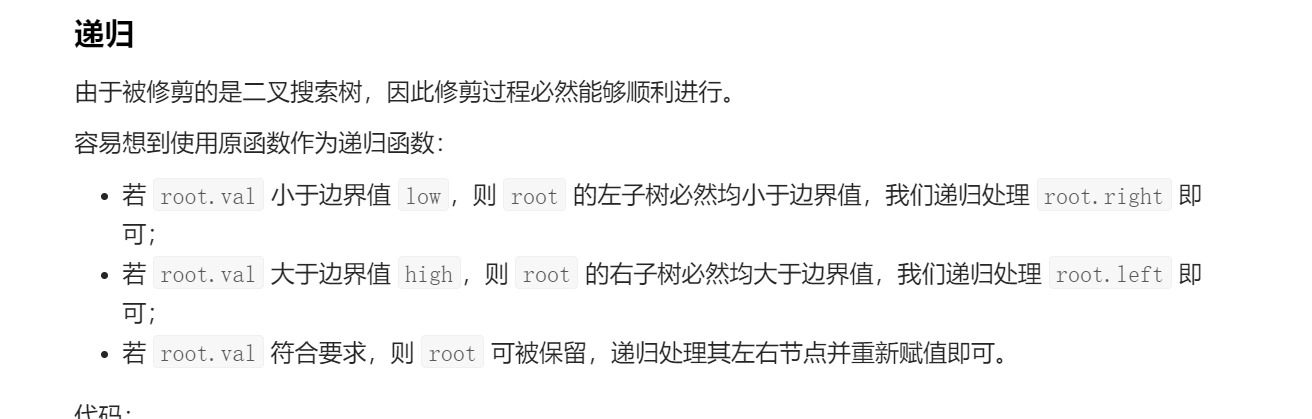 递归
由于被修剪的是二叉搜索树，因此修剪过程必然能够顺利进行。
容易想到使用原函数作为递归函数：
• 若 root.val 小于边界值 low，则 root 的左子树必然均小于边界值，我们递归处理 root.right 即
可；
• 若 root.val 大于边界值 high，则 root 的右子树必然均大于边界值，我们递归处理 root.left 即
可；
• 若 root.val 符合要求，则 root 可被保留，递归处理其左右节点并重新赋值即可。
代码：